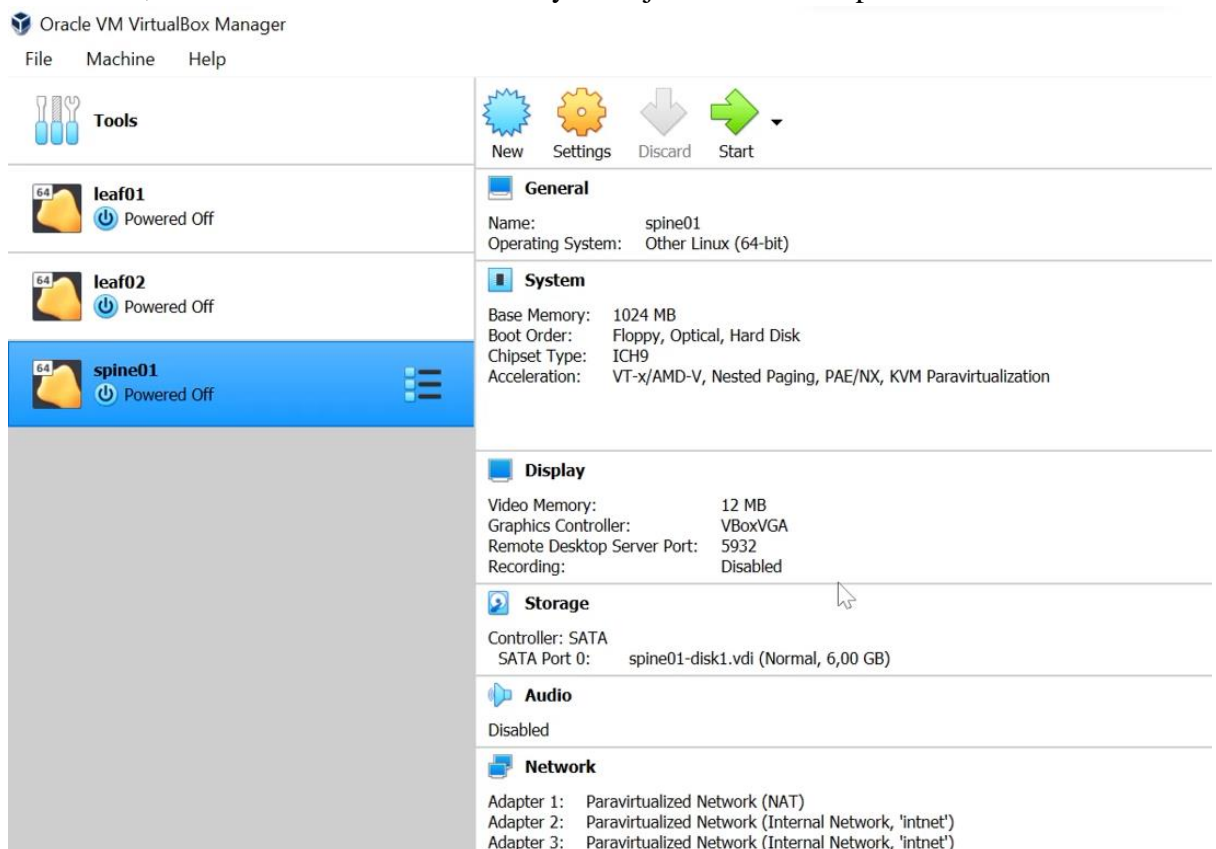 Oracle VM VirtualBox Manager
File Machine Help
Tools
64 leaf01
Powered Off
64 leaf02
Powered Off
64 spine01
Powered Off
New Settings Discard Start
General
Name: spine01
Operating System: Other Linux (64-bit)
System
Base Memory: 1024 MB
Boot Order: Floppy, Optical, Hard Disk
Chipset Type: ICH9
Acceleration: VT-x/AMD-V, Nested Paging, PAE/NX, KVM Paravirtualization
Display
Video Memory: 12 MB
Graphics Controller: VBoxVGA
Remote Desktop Server Port: 5932
Recording: Disabled
Storage
Controller: SATA
SATA Port 0: spine01-disk1.vdi (Normal, 6,00 GB)
Audio
Disabled
Network
Adapter 1: Paravirtualized Network (NAT)
Adapter 2: Paravirtualized Network (Internal Network, 'intnet')
Adapter 3: Paravirtualized Network (Internal Network, 'intnet')